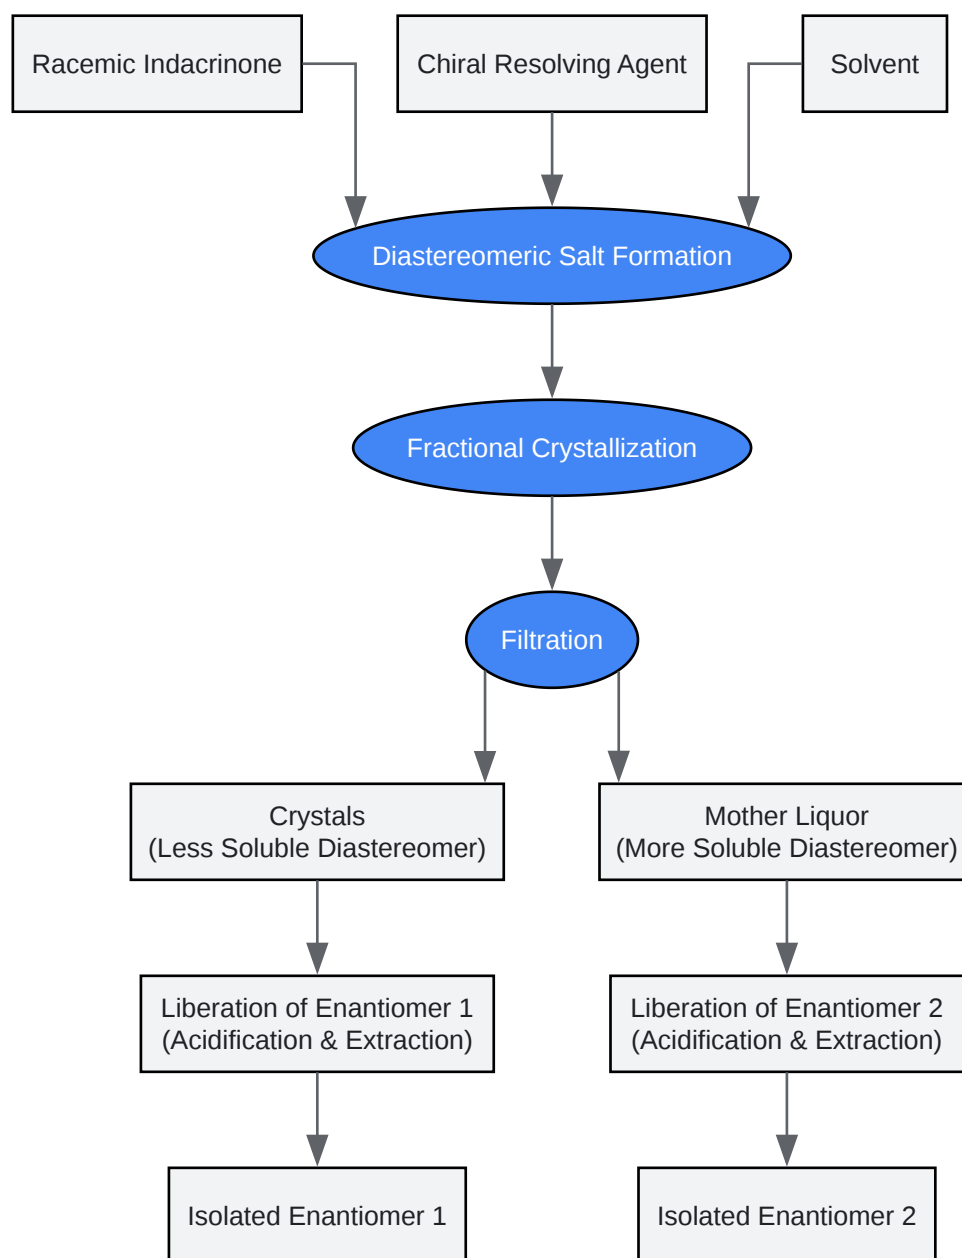 Racemic Indacrinone
Chiral Resolving Agent
Solvent
Diastereomeric Salt Formation
Fractional Crystallization
Filtration
Crystals
(Less Soluble Diastereomer)
Mother Liquor
(More Soluble Diastereomer)
Liberation of Enantiomer 1
(Acidification & Extraction)
Liberation of Enantiomer 2
(Acidification & Extraction)
Isolated Enantiomer 1
Isolated Enantiomer 2